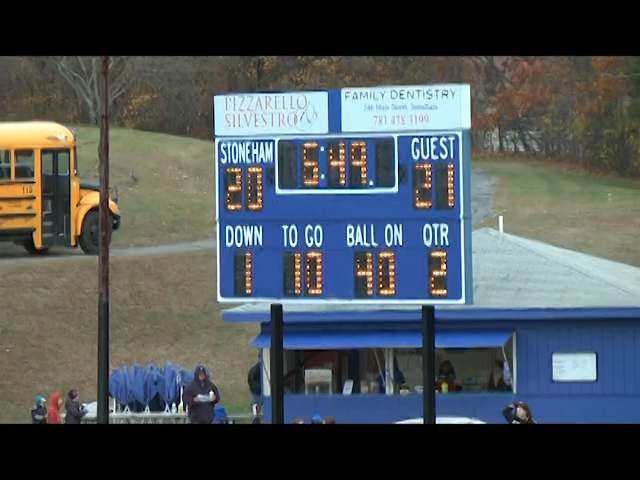 PIZZARELLO
SILVESTRO
FAMILY DENTISTRY
781 438 3199
STONEHAM
20
5:49.
GUEST
21
DOWN TO GO BALL ON QTR
1 10 40 2